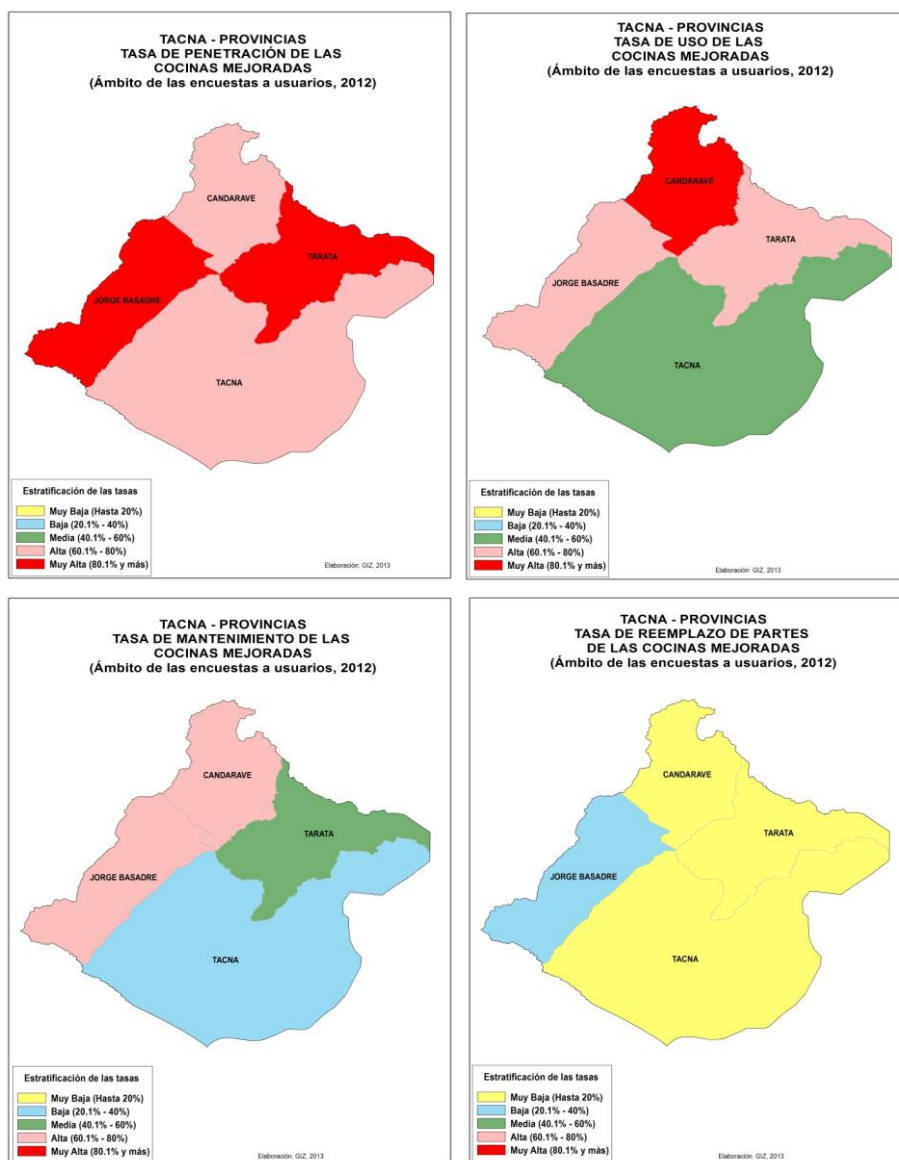 TACNA - PROVINCIAS
TASA DE PENETRACIÓN DE LAS
COCINAS MEJORADAS
(Ámbito de las encuestas a usuarios, 2012)
CANDARAVE
TARATA
JORGE BASADRE
TACNA
Estratificación de las tasas
Muy Baja (Hasta 20%)
Baja (20.1% - 40%)
Media (40.1% - 60%)
Alta (60.1% - 80%)
Muy Alta (80.1% y más)
Elaboración: GIZ, 2013
TACNA - PROVINCIAS
TASA DE USO DE LAS
COCINAS MEJORADAS
(Ámbito de las encuestas a usuarios, 2012)
CANDARAVE
TARATA
JORGE BASADRE
TACNA
Estratificación de las tasas
Muy Baja (Hasta 20%)
Baja (20.1% - 40%)
Media (40.1% - 60%)
Alta (60.1% - 80%)
Muy Alta (80.1% y más)
Elaboración: GIZ, 2013
TACNA - PROVINCIAS
TASA DE MANTENIMIENTO DE LAS
COCINAS MEJORADAS
(Ámbito de las encuestas a usuarios, 2012)
CANDARAVE
TARATA
JORGE BASADRE
TACNA
Estratificación de las tasas
Muy Baja (Hasta 20%)
Baja (20.1% - 40%)
Media (40.1% - 60%)
Alta (60.1% - 80%)
Muy Alta (80.1% y más)
Elaboración: GIZ, 2013
TACNA - PROVINCIAS
TASA DE REEMPLAZO DE PARTES
DE LAS COCINAS MEJORADAS
(Ámbito de las encuestas a usuarios, 2012)
CANDARAVE
TARATA
JORGE BASADRE
TACNA
Estratificación de las tasas
Muy Baja (Hasta 20%)
Baja (20.1% - 40%)
Media (40.1% - 60%)
Alta (60.1% - 80%)
Muy Alta (80.1% y más)
Elaboración: GIZ, 2013